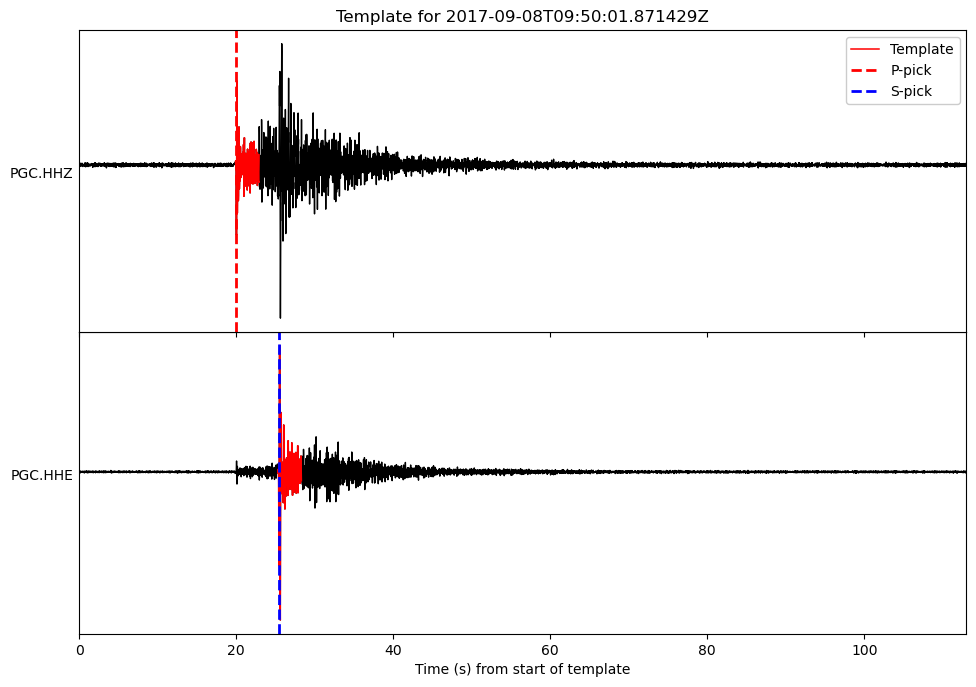 Template for 2017-09-08T09:50:01.871429Z
Template
P-pick
S-pick
PGC.HHZ
PGC.HHE
0 20 40 60 80 100
Time (s) from start of template